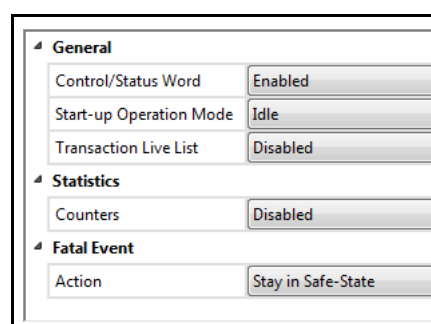 General
Control/Status Word Enabled
Start-up Operation Mode Idle
Transaction Live List Disabled
Statistics
Counters Disabled
Fatal Event
Action Stay in Safe-State